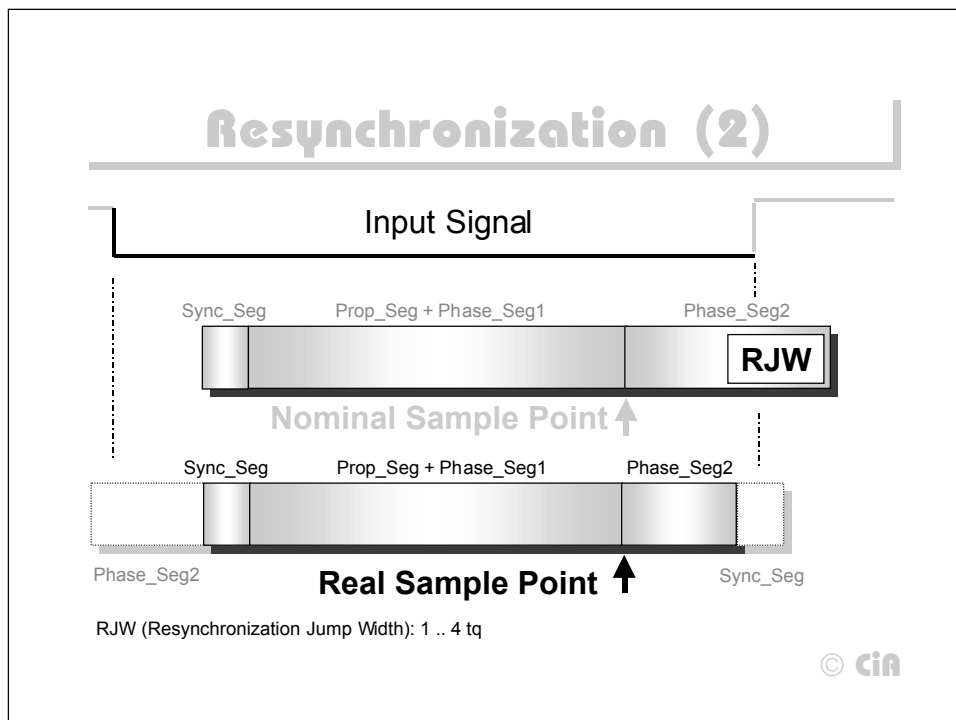 Resynchronization (2)
Input Signal
Sync_Seg Prop_Seg + Phase_Seg1 Phase_Seg2
RJW
Nominal Sample Point
Sync_Seg Prop_Seg + Phase_Seg1 Phase_Seg2
Phase_Seg2 Real Sample Point Sync_Seg
RJW (Resynchronization Jump Width): 1 .. 4 tq
© CiA